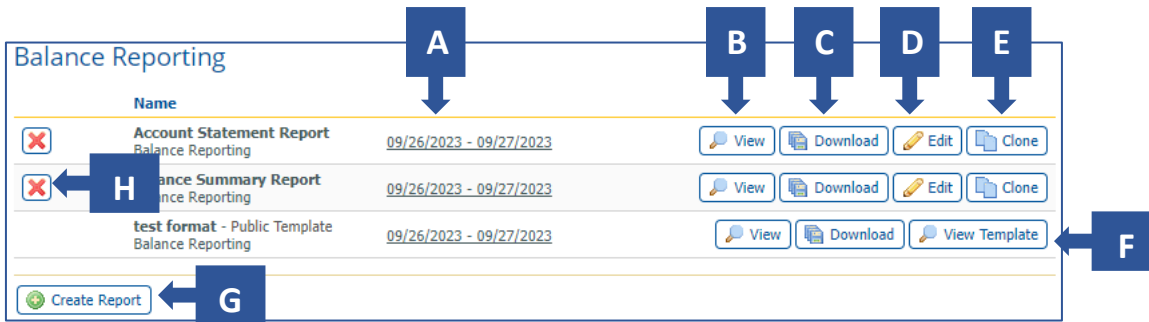 A B C D E
Balance Reporting
Name
Account Statement Report
Balance Reporting
09/26/2023 - 09/27/2023 View Download Edit Clone
H
ance Summary Report
nce Reporting
09/26/2023 - 09/27/2023 View Download Edit Clone
test format - Public Template
Balance Reporting
09/26/2023 - 09/27/2023 View Download View Template
F
Create Report G